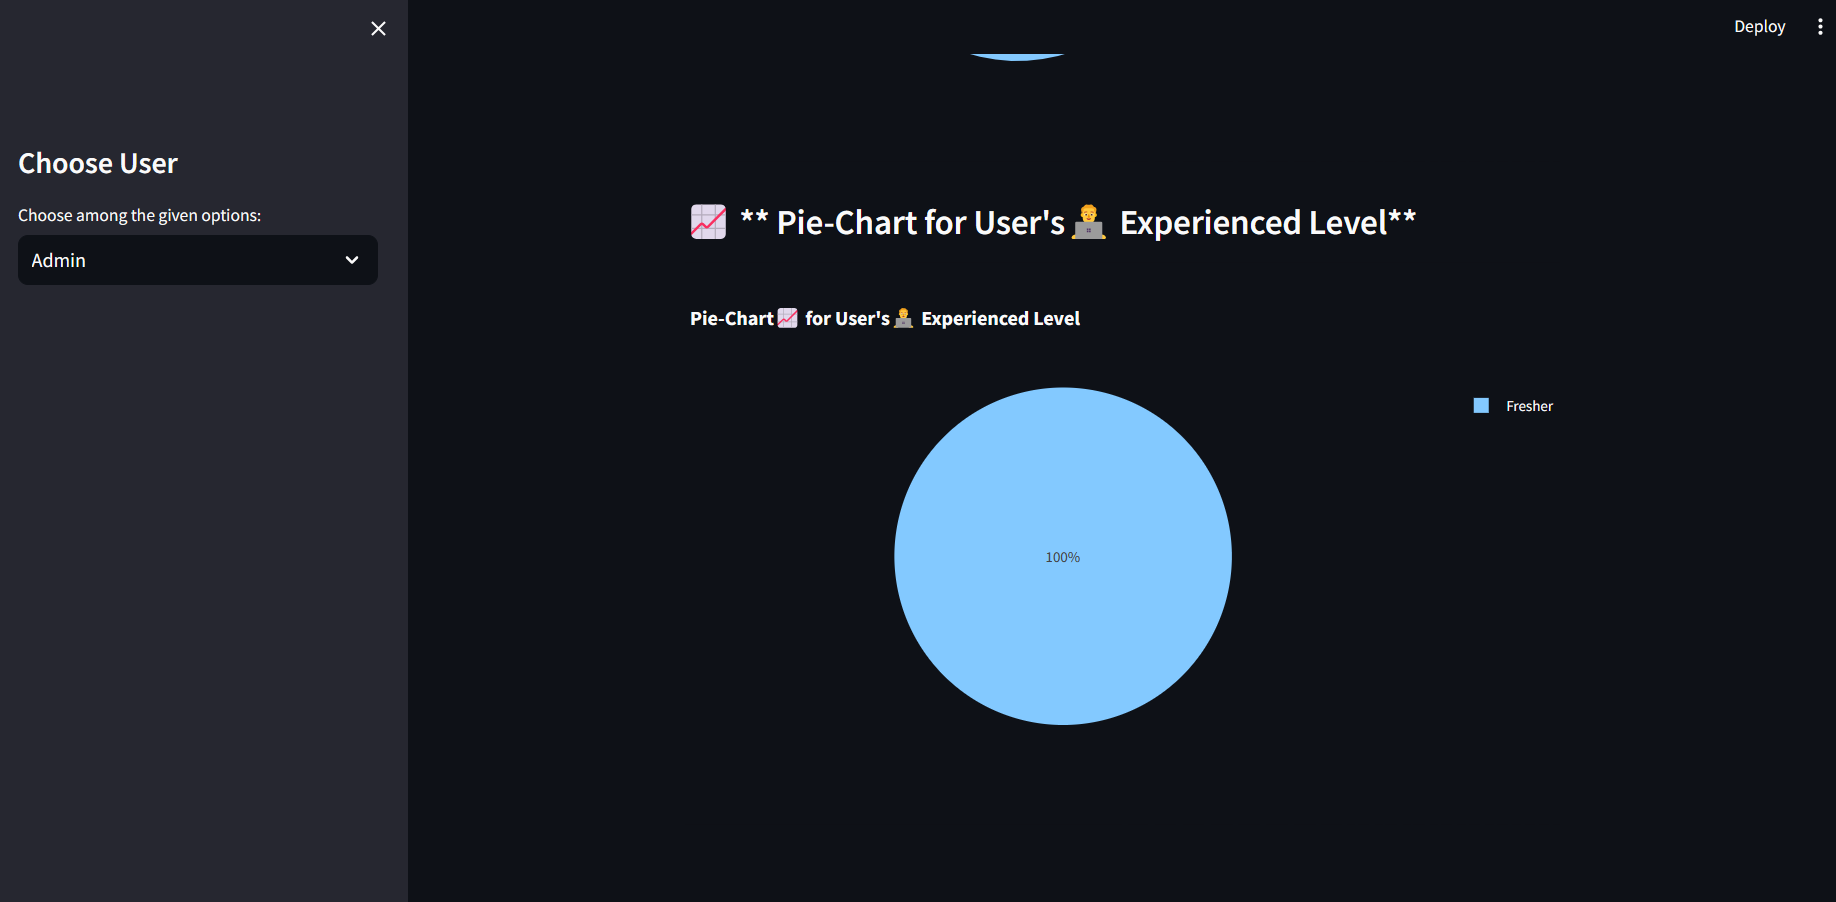 Deploy
Choose User
Choose among the given options:
Admin
📈 ** Pie-Chart for User's👨‍💻 Experienced Level**
Pie-Chart📈 for User's👨‍💻 Experienced Level
Fresher
100%